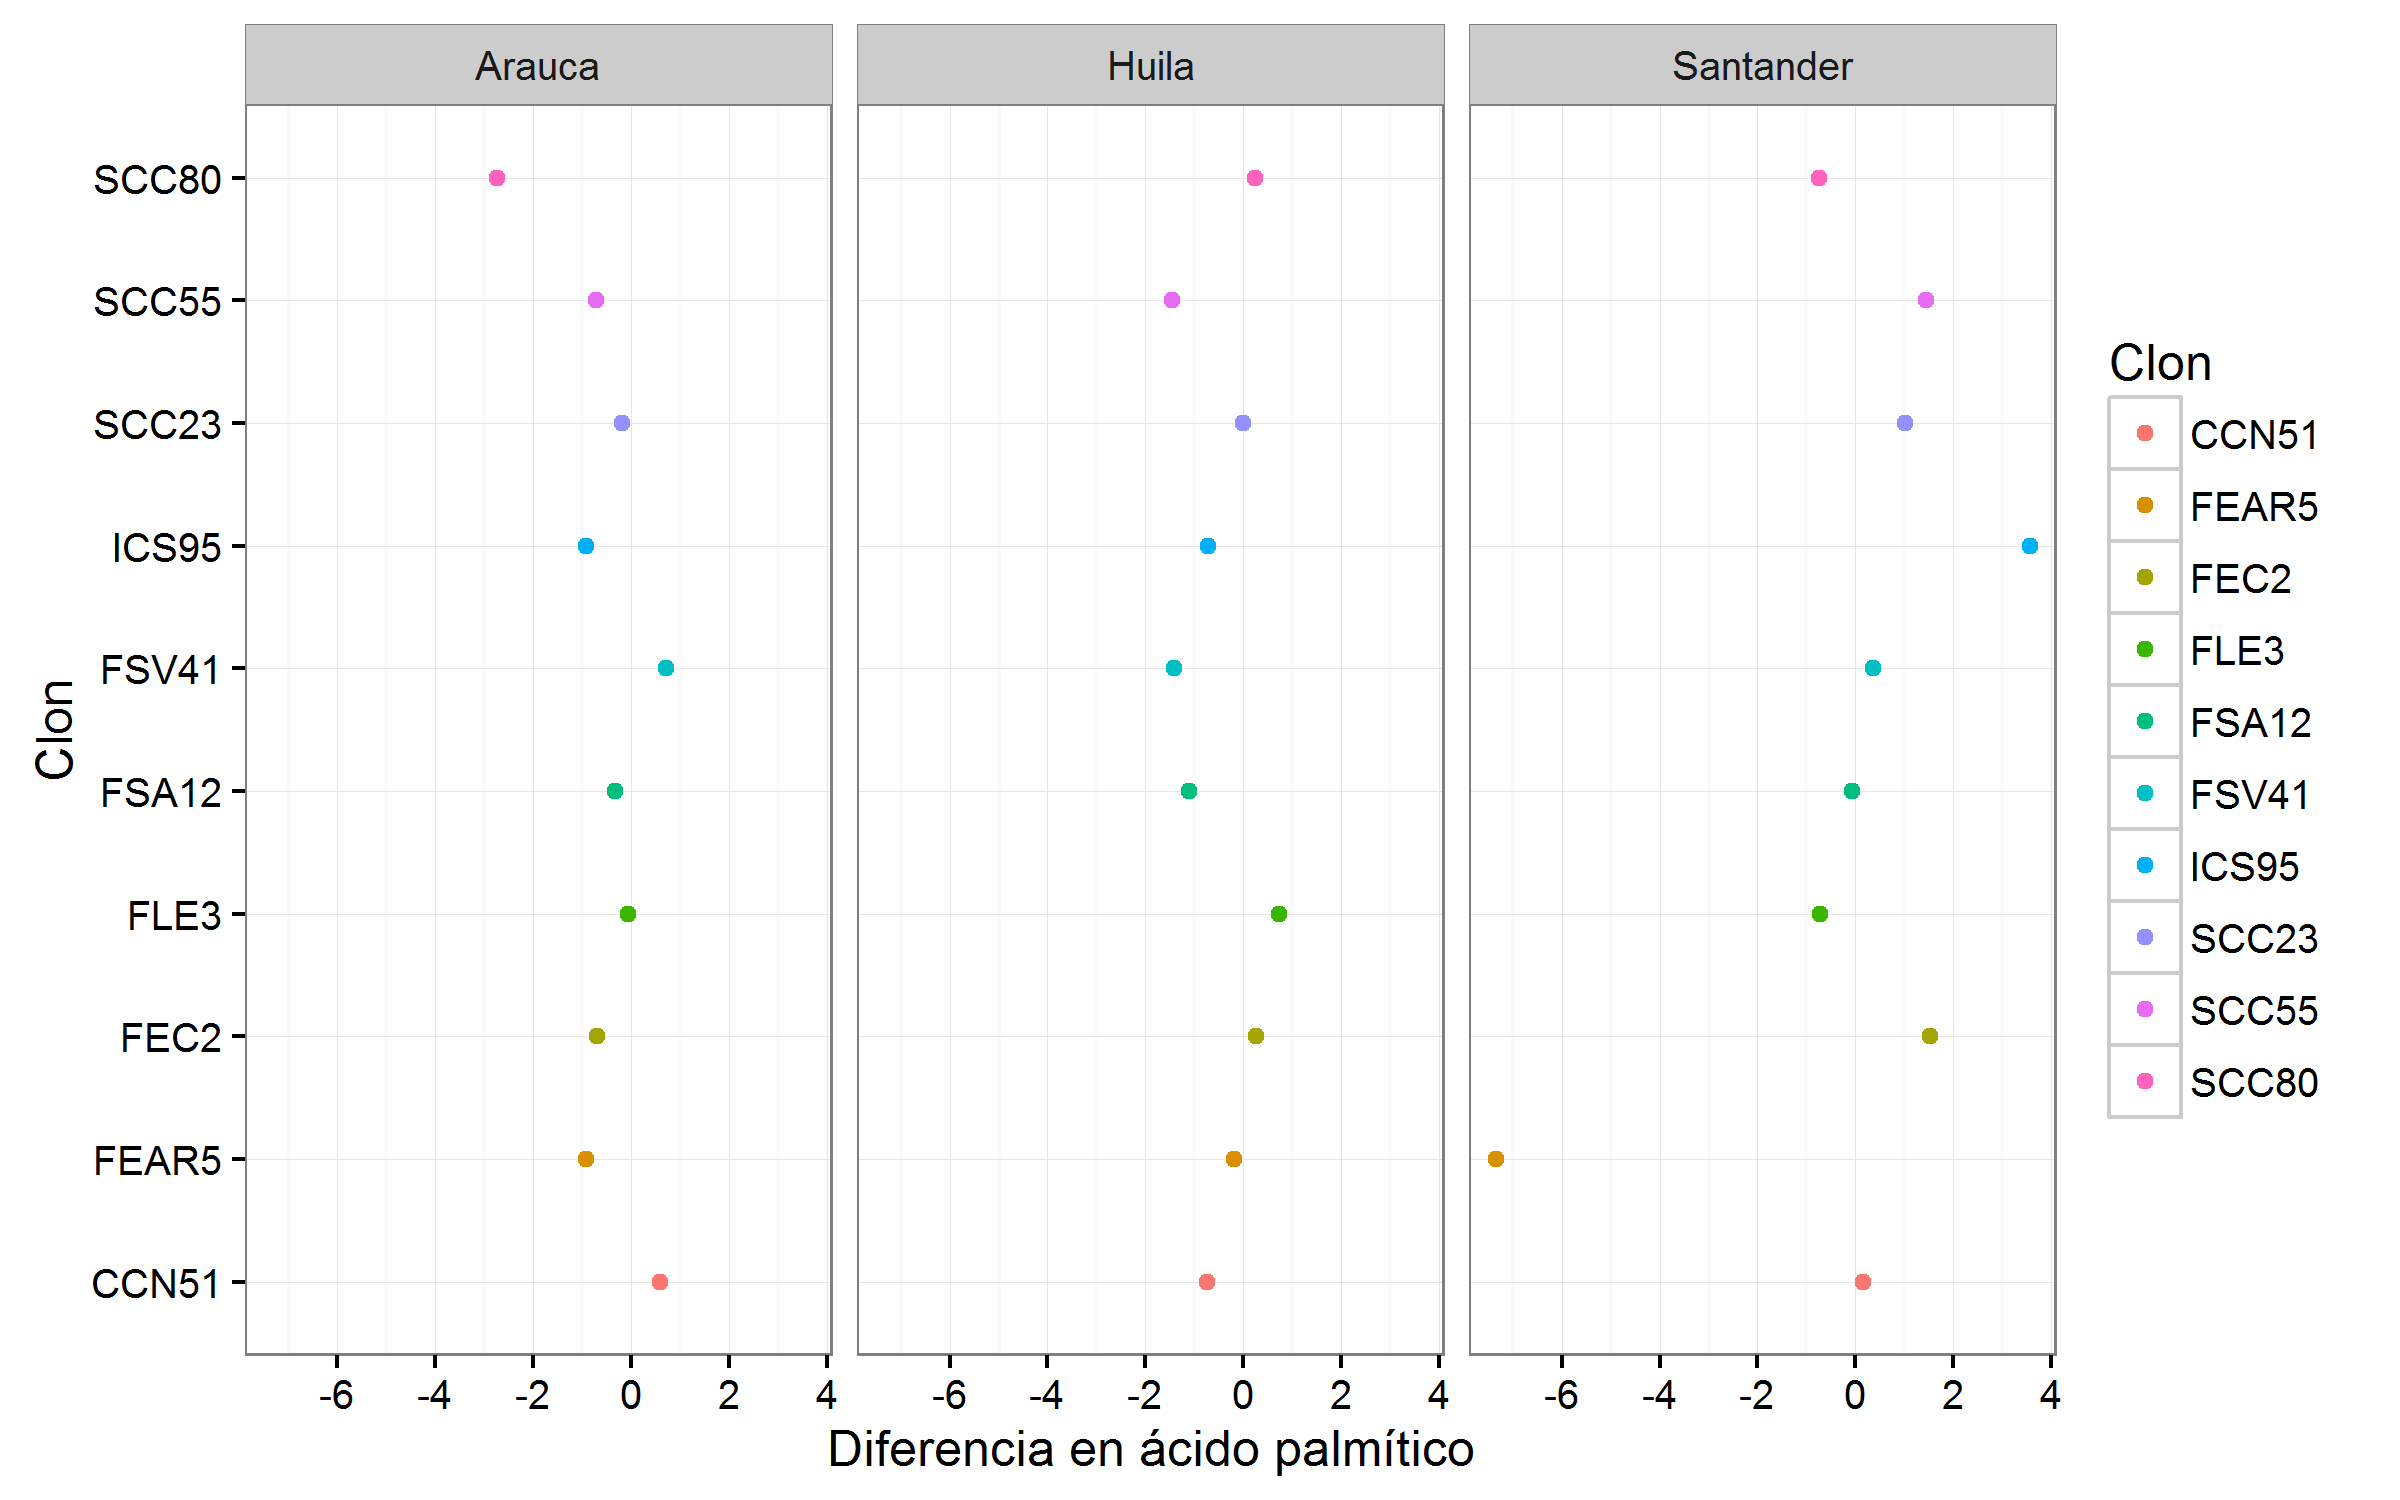 Arauca
Huila
Santander
SCC80
SCC55
SCC23
ICS95
FSV41
FSA12
FLE3
FEC2
FEAR5
CCN51
Clon
-6 -4 -2 0 2 4
-6 -4 -2 0 2 4
-6 -4 -2 0 2 4
Diferencia en ácido palmítico
Clon
CCN51
FEAR5
FEC2
FLE3
FSA12
FSV41
ICS95
SCC23
SCC55
SCC80